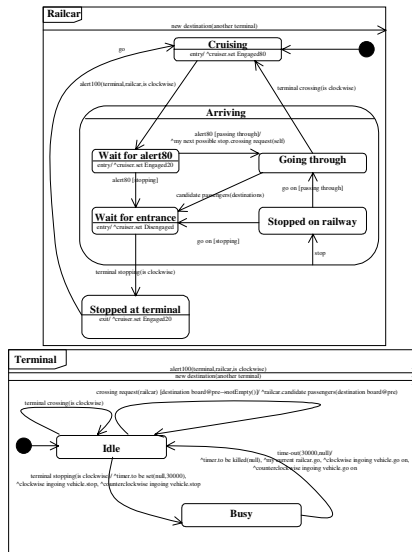 Railcar
new destination(another terminal)
go
Cruising
entry/ ^cruiser.set Engaged80
alert100(terminal,railcar,is clockwise)
terminal crossing(is clockwise)
Arriving
alert80 [passing through]/
^my next possible stop.crossing request(self)
Wait for alert80
entry/ ^cruiser.set Engaged20
Going through
alert80 [stopping]
candidate passengers(destinations)
go on [passing through]
Wait for entrance
entry/ ^cruiser.set Disengaged
Stopped on railway
go on [stopping]
stop
terminal stopping(is clockwise)
Stopped at terminal
exit/ ^cruiser.set Engaged20
Terminal
alert100(terminal,railcar,is clockwise)
new destination(another terminal)
crossing request(railcar) [destination board@pre->notEmpty()]/ ^railcar.candidate passengers(destination board@pre)
terminal crossing(is clockwise)
Idle
time-out(30000,null)/
^timer.to be killed(null), ^my current railcar.go, ^clockwise ingoing vehicle.go on,
^counterclockwise ingoing vehicle.go on
terminal stopping(is clockwise)/ ^timer.to be set(null,30000),
^clockwise ingoing vehicle.stop, ^counterclockwise ingoing vehicle.stop
Busy